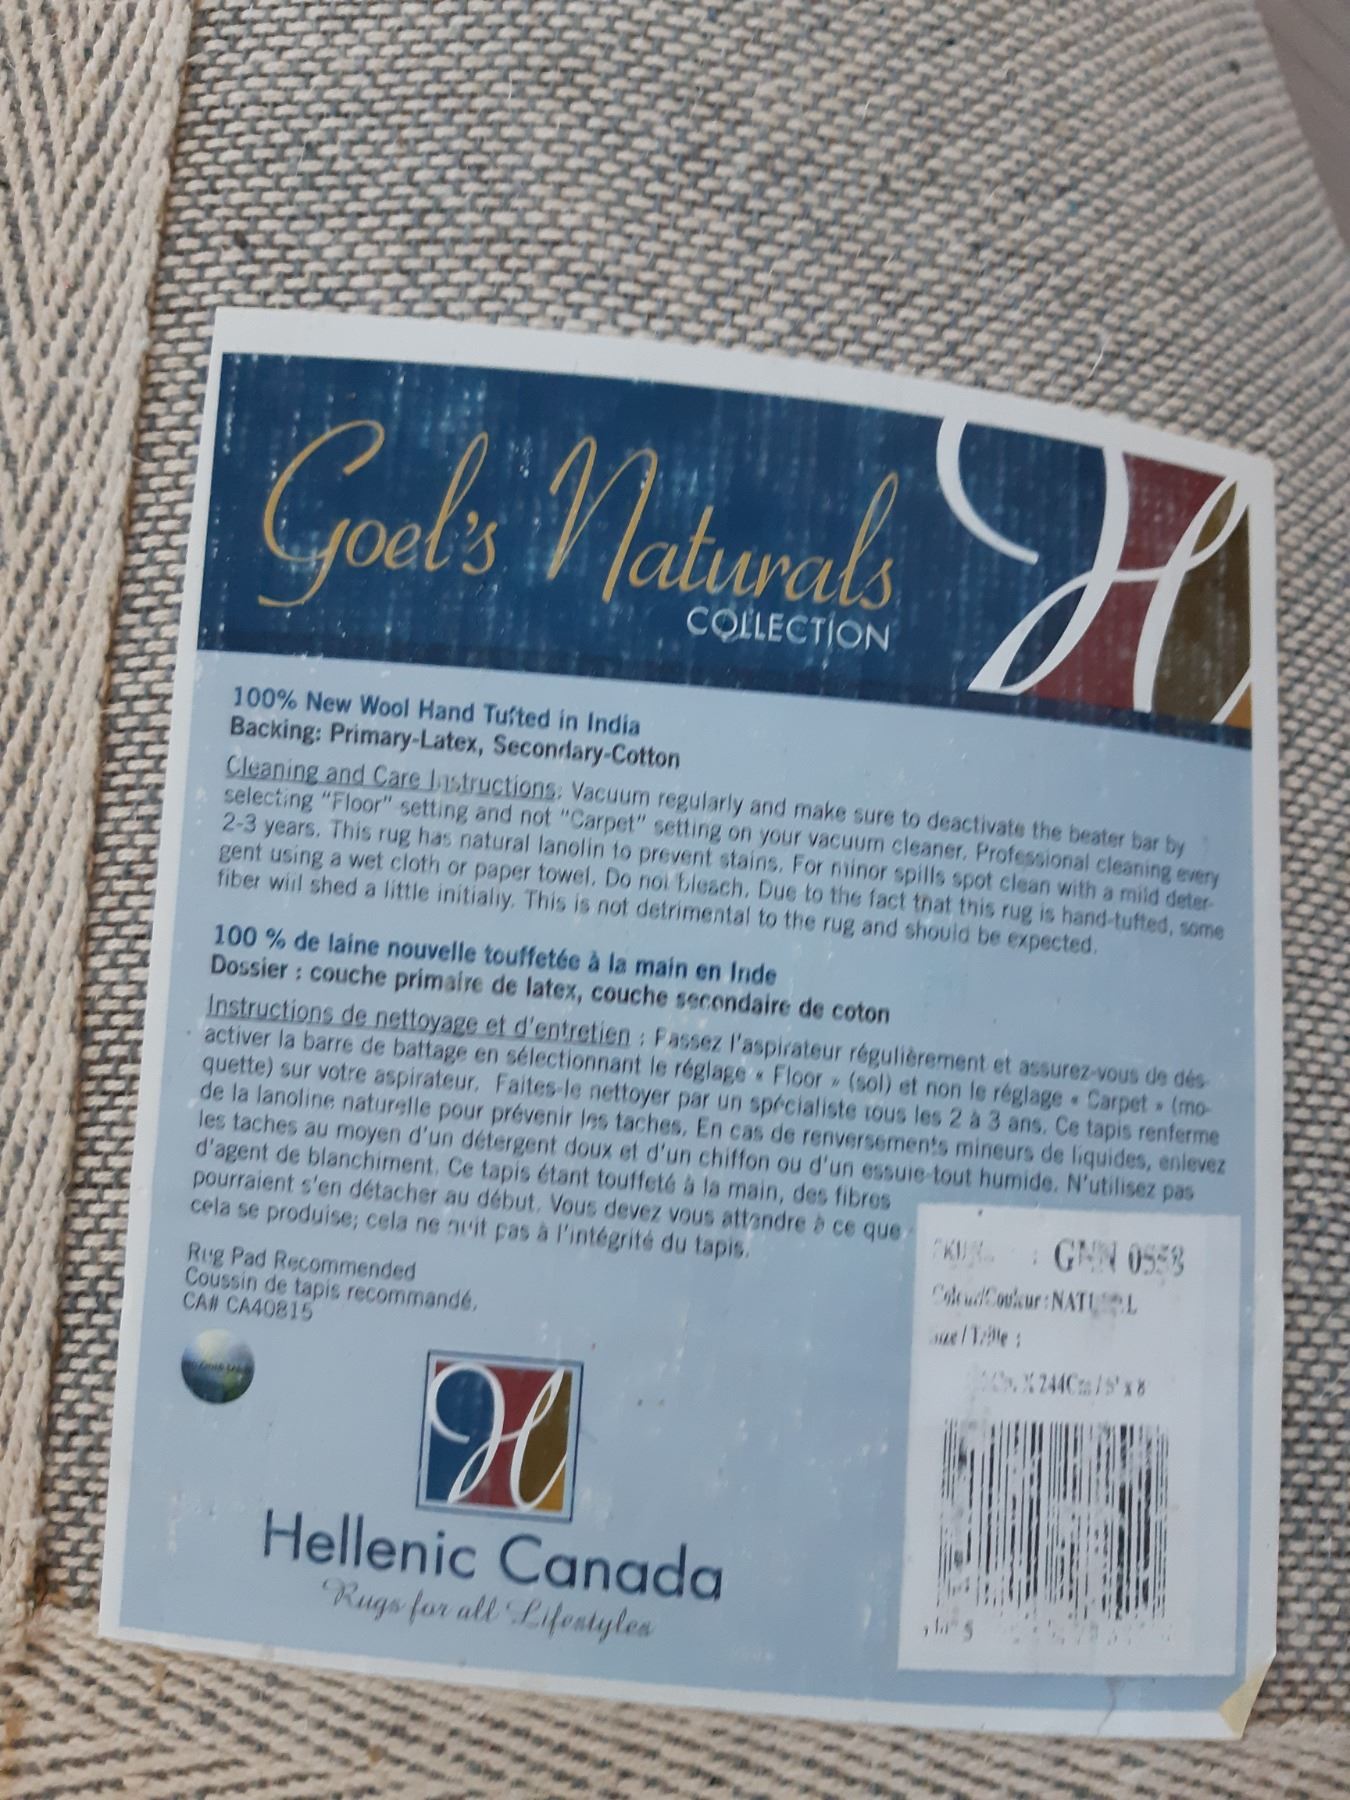 Goel's Naturals
COLLECTION
100% New Wool Hand Tufted in India
Backing: Primary-Latex, Secondary-Cotton
Cleaning and Care Instructions: Vacuum regularly and make sure to deactivate the beater bar by
selecting "Floor" setting and not "Carpet" setting on your vacuum cleaner. Professional cleaning every
2-3 years. This rug has natural lanolin to prevent stains. For minor spills spot clean with a mild deter-
gent using a wet cloth or paper towel. Do not bleach. Due to the fact that this rug is hand-tufted, some
fiber will shed a little initially. This is not detrimental to the rug and should be expected.
100 % de laine nouvelle touffetée à la main en Inde
Dossier : couche primaire de latex, couche secondaire de coton
Instructions de nettoyage et d'entretien : Passez l'aspirateur régulièrement et assurez-vous de dés-
activer la barre de battage en sélectionnant le réglage « Floor » (sol) et non le réglage « Carpet » (mo-
quette) sur votre aspirateur. Faites-le nettoyer par un spécialiste tous les 2 à 3 ans. Ce tapis renferme
de la lanoline naturelle pour prévenir les taches. En cas de renversements mineurs de liquides, enlevez
les taches au moyen d'un détergent doux et d'un chiffon ou d'un essuie-tout humide. N'utilisez pas
d'agent de blanchiment. Ce tapis étant touffeté à la main, des fibres
pourraient s'en détacher au début. Vous devez vous attendre à ce que
cela se produise; cela ne nuit pas à l'intégrité du tapis.
Rug Pad Recommended
Coussin de tapis recommandé.
CA# CA40815
H
Hellenic Canada
Rugs for all Lifestyles
: GNN 0558
Colour/Couleur : NATURAL
Size / Taille :
X 244Cm / 5' x 8